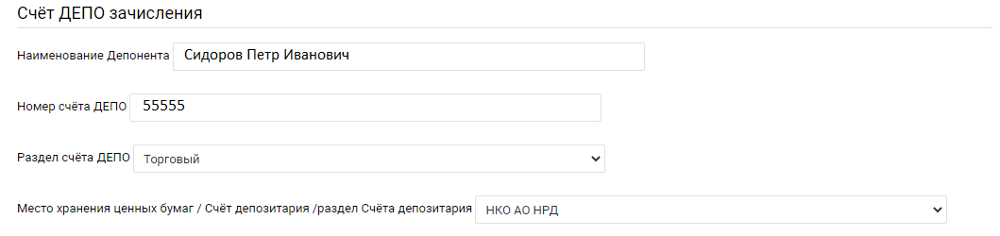 Счёт ДЕПО зачисления
Наименование Депонента Сидоров Петр Иванович
Номер счёта ДЕПО 55555
Раздел счёта ДЕПО Торговый
Место хранения ценных бумаг / Счёт депозитария /раздел Счёта депозитария НКО АО НРД